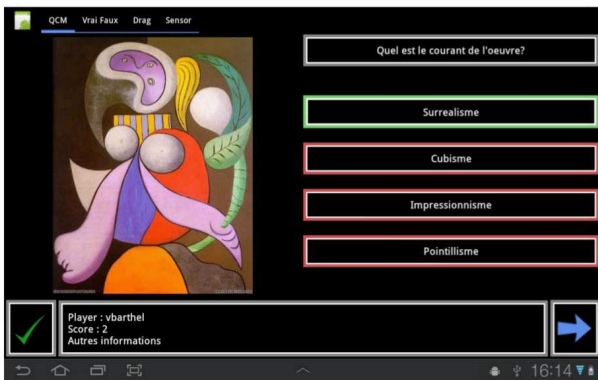 QCM Vrai Faux Drag Sensor
Quel est le courant de l'oeuvre?
Surrealisme
Cubisme
Impressionnisme
Pointillisme
Player : vbarthel
Score : 2
Autres informations
16:14